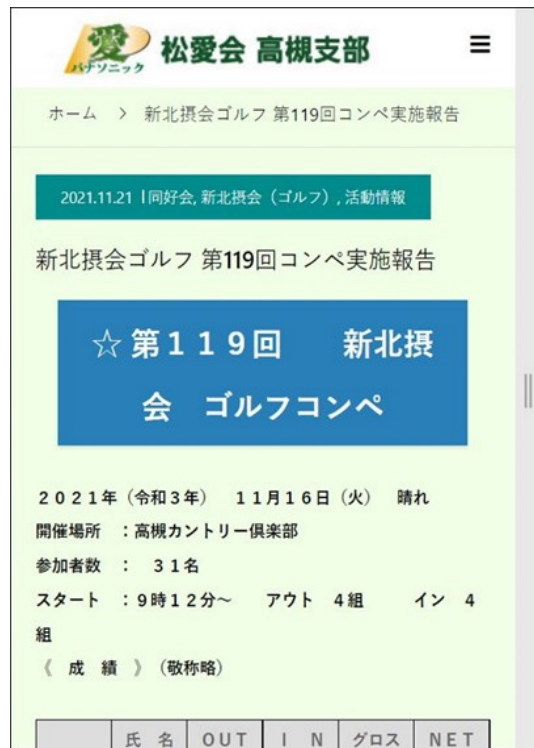 愛
パナソニック
松愛会 高槻支部
ホーム > 新北摂会ゴルフ 第119回コンペ実施報告
2021.11.21 | 同好会, 新北摂会（ゴルフ）, 活動情報
新北摂会ゴルフ 第119回コンペ実施報告
☆第１１９回　　新北摂
会　ゴルフコンペ
２０２１年（令和３年）　１１月１６日（火）　晴れ
開催場所　：高槻カントリー倶楽部
参加者数　：　３１名
スタート　：９時１２分～　　アウト　４組　　　イン　４
組
《　成　績　》（敬称略）
氏　名　ＯＵＴ　Ｉ　Ｎ　グロス　ＮＥＴ